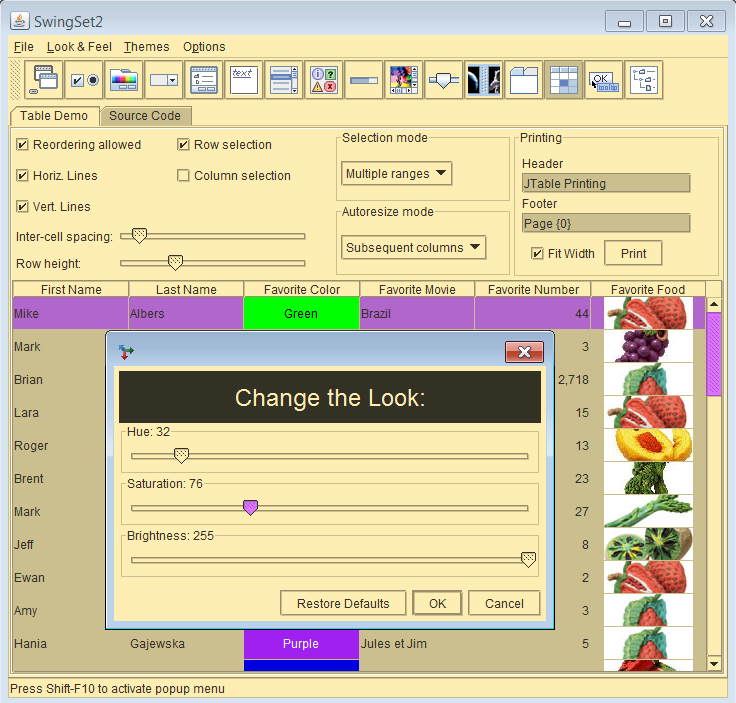 SwingSet2
File Look & Feel Themes Options
text OK tooltip
Table Demo Source Code
Reordering allowed Row selection
Horiz. Lines Column selection
Vert. Lines
Inter-cell spacing:
Row height:
Selection mode
Multiple ranges
Autoresize mode
Subsequent columns
Printing
Header
JTable Printing
Footer
Page {0}
Fit Width Print
First Name Last Name Favorite Color Favorite Movie Favorite Number Favorite Food
Mike Albers Green Brazil 44
Mark 3
Brian 2,718
Lara 15
Roger 13
Brent 23
Mark 27
Jeff 8
Ewan 2
Amy 3
Hania Gajewska Purple Jules et Jim 5
Change the Look:
Hue: 32
Saturation: 76
Brightness: 255
Restore Defaults OK Cancel
Press Shift-F10 to activate popup menu